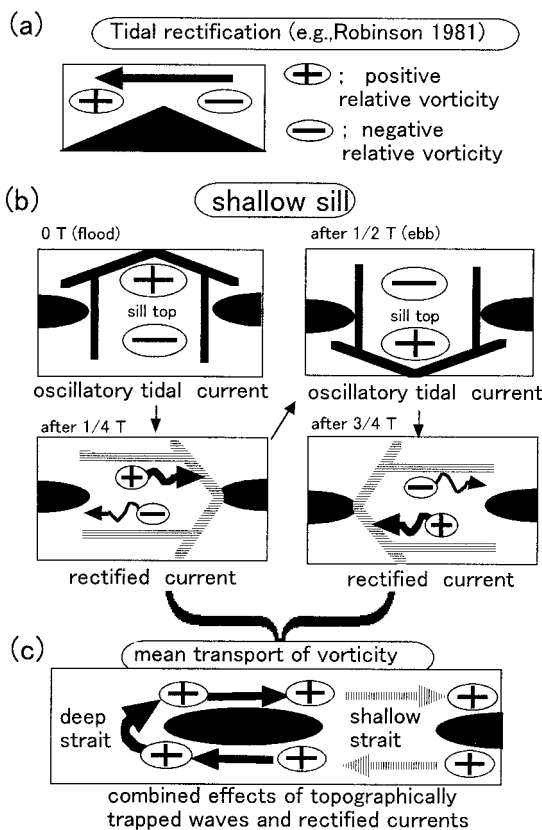 (a)
Tidal rectification (e.g.,Robinson 1981)
+ ; positive
relative vorticity
− ; negative
relative vorticity
(b)
shallow sill
0 T (flood)
after 1/2 T (ebb)
+
sill top
−
−
sill top
+
oscillatory tidal current
oscillatory tidal current
after 1/4 T
after 3/4 T
+
−
−
+
rectified current
rectified current
(c)
mean transport of vorticity
deep
strait
shallow
strait
combined effects of topographically
trapped waves and rectified currents